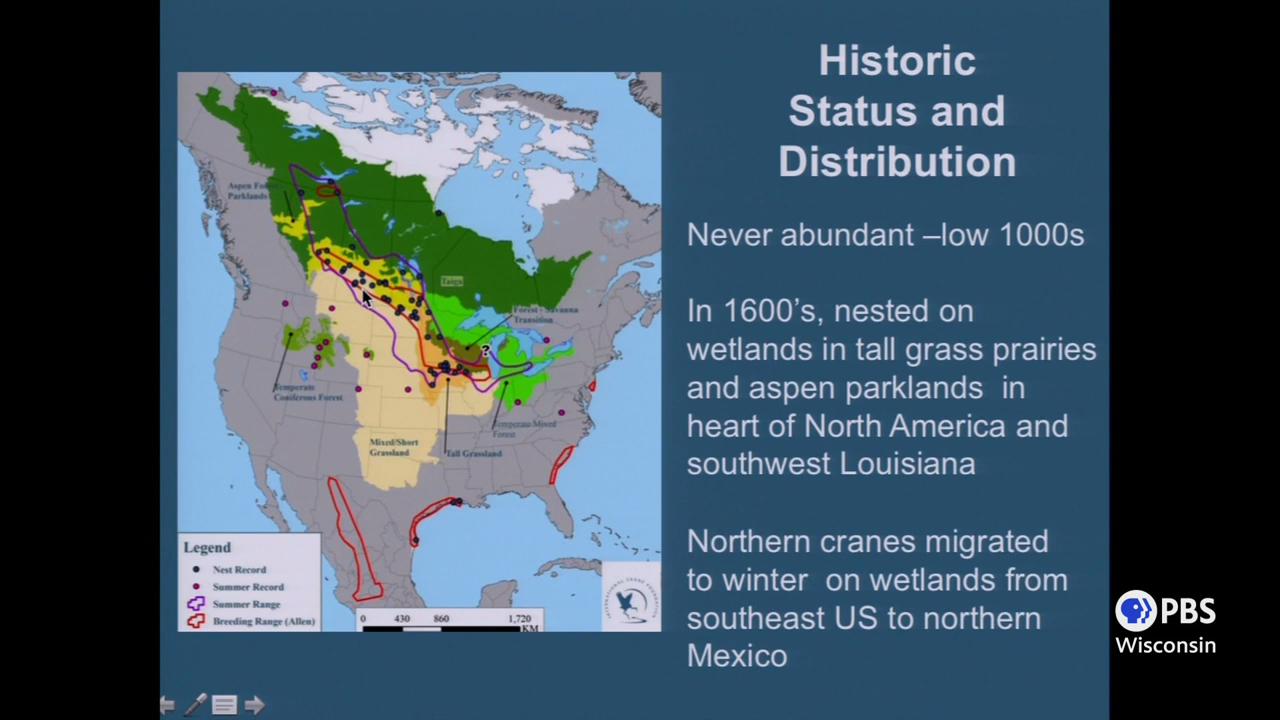 Historic
Status and
Distribution
Never abundant –low 1000s
In 1600's, nested on
wetlands in tall grass prairies
and aspen parklands in
heart of North America and
southwest Louisiana
Northern cranes migrated
to winter on wetlands from
southeast US to northern
Mexico
Aspen
Parklands
Taiga
Forest - Savanna
Transition
?
Temperate
Coniferous Forest
Temperate Mixed
Forest
Mixed/Short
Grassland
Tall Grassland
Legend
Nest Record
Summer Record
Summer Range
Breeding Range (Allen)
0 430 860 1,720
KM
PBS
Wisconsin